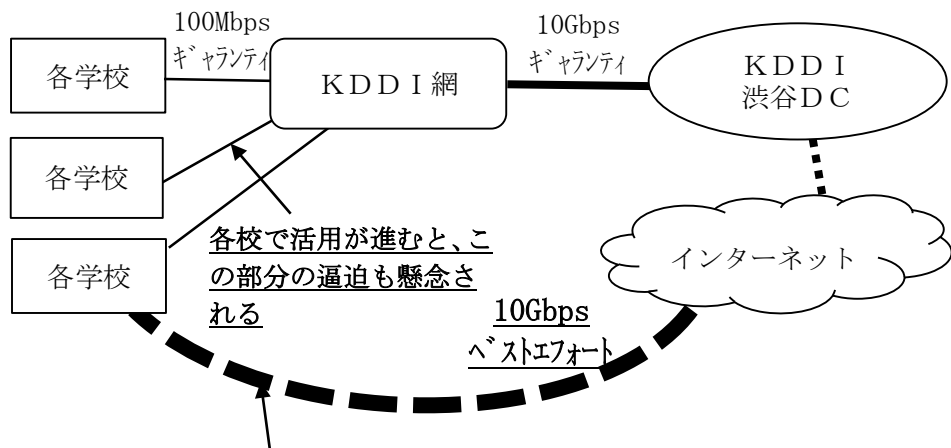 100Mbps
ギャランティ
10Gbps
ギャランティ
各学校
KDDI網
KDDI
渋谷DC
各学校
各学校
各校で活用が進むと、こ
の部分の逼迫も懸念さ
れる
インターネット
10Gbps
ベストエフォート